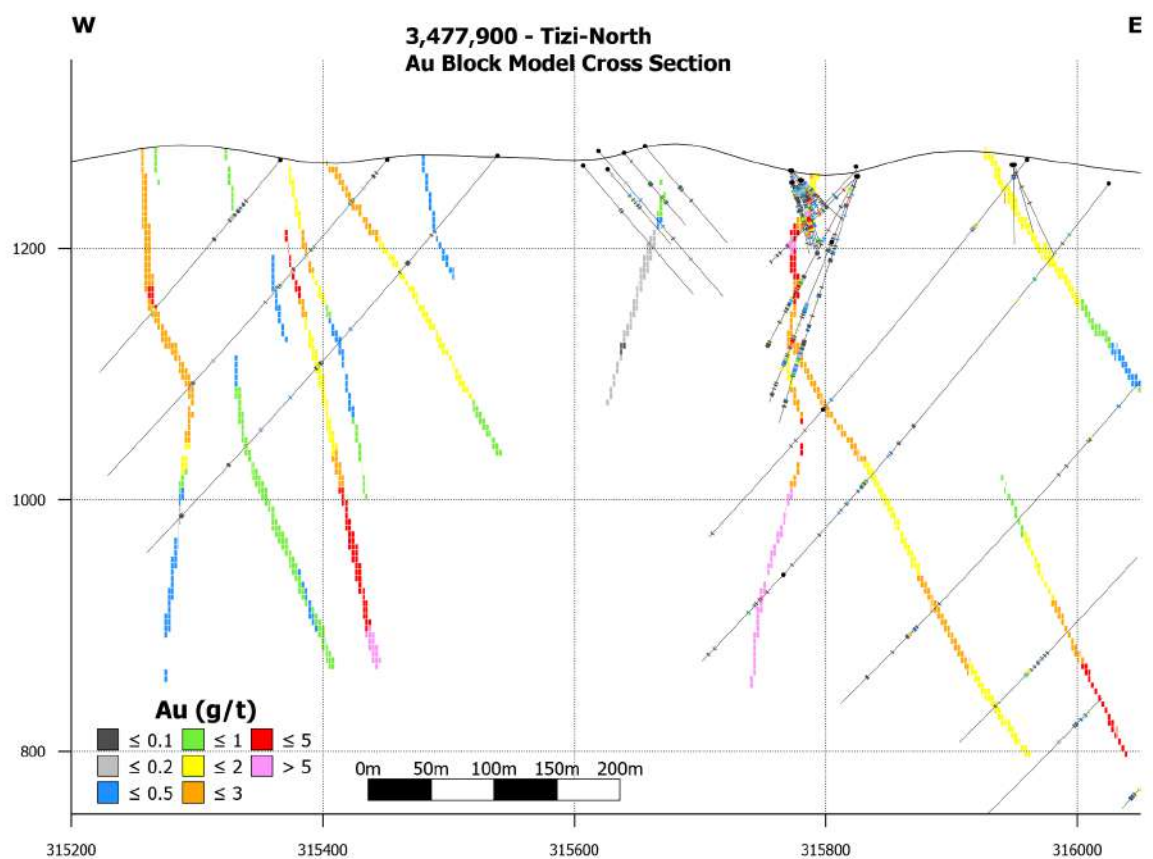 W
3,477,900 - Tizi-North
E
Au Block Model Cross Section
1200
1000
Au (g/t)
≤ 0.1 ≤ 1 ≤ 5
≤ 0.2 ≤ 2 > 5
≤ 0.5 ≤ 3
0m 50m 100m 150m 200m
800
315200 315400 315600 315800 316000